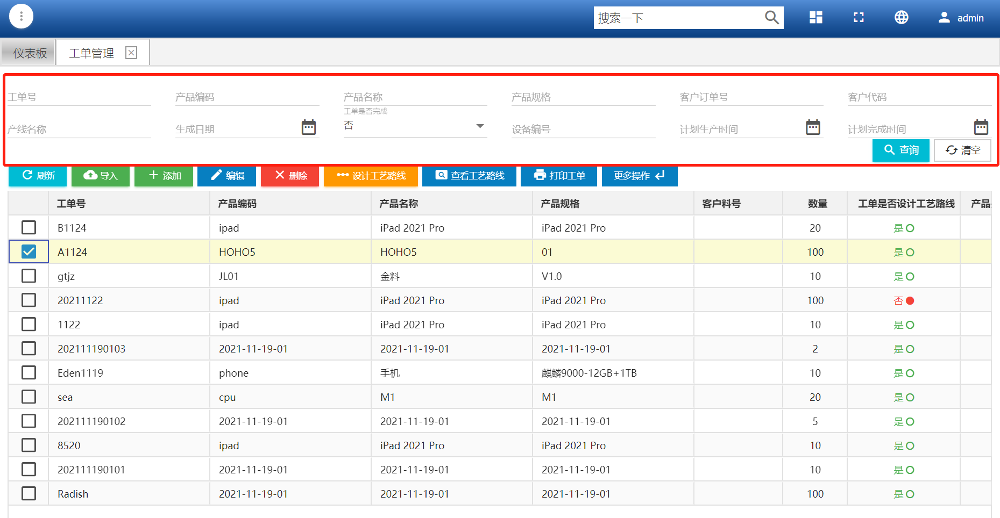 搜索一下 admin
仪表板 工单管理
工单号 产品编码 产品名称 产品规格 客户订单号 客户代码
工单是否完成
产线名称 生成日期 否 设备编号 计划生产时间 计划完成时间
查询 清空
刷新 导入 添加 编辑 删除 设计工艺路线 查看工艺路线 打印工单 更多操作
工单号 产品编码 产品名称 产品规格 客户料号 数量 工单是否设计工艺路线 产品
B1124 ipad iPad 2021 Pro iPad 2021 Pro 20 是
A1124 HOHO5 HOHO5 01 100 是
gtjz JL01 金料 V1.0 10 是
20211122 ipad iPad 2021 Pro iPad 2021 Pro 100 否
1122 ipad iPad 2021 Pro iPad 2021 Pro 10 是
202111190103 2021-11-19-01 2021-11-19-01 2021-11-19-01 2 是
Eden1119 phone 手机 麒麟9000-12GB+1TB 10 是
sea cpu M1 M1 20 是
202111190102 2021-11-19-01 2021-11-19-01 2021-11-19-01 5 是
8520 ipad iPad 2021 Pro iPad 2021 Pro 10 是
202111190101 2021-11-19-01 2021-11-19-01 2021-11-19-01 10 是
Radish 2021-11-19-01 2021-11-19-01 2021-11-19-01 100 是